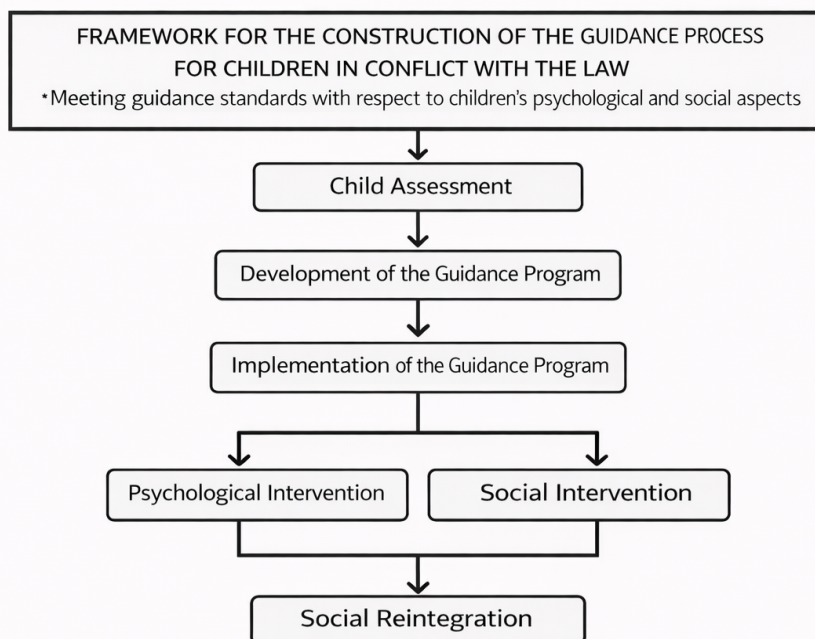 FRAMEWORK FOR THE CONSTRUCTION OF THE GUIDANCE PROCESS
FOR CHILDREN IN CONFLICT WITH THE LAW
*Meeting guidance standards with respect to children's psychological and social aspects
Child Assessment
Development of the Guidance Program
Implementation of the Guidance Program
Psychological Intervention
Social Intervention
Social Reintegration